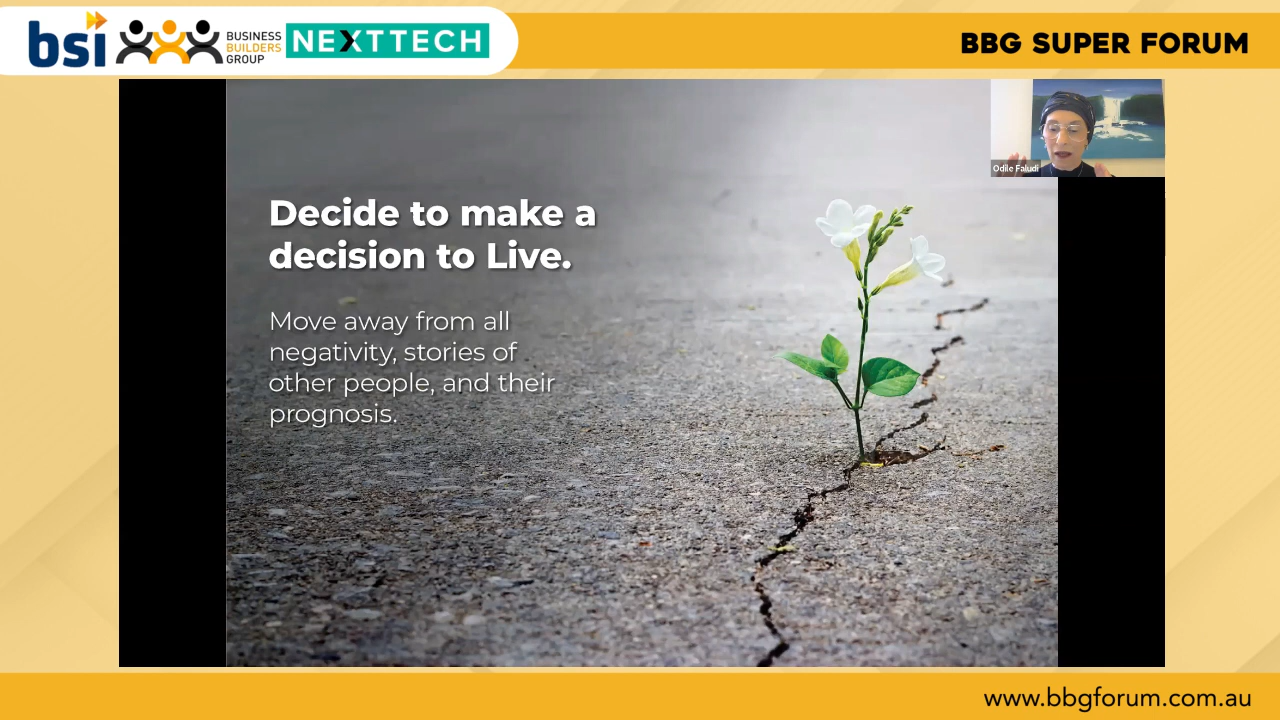 bsi
BUSINESS
BUILDERS
GROUP
NEXTTECH
BBG SUPER FORUM
Odile Faludi
Decide to make a
decision to Live.
Move away from all
negativity, stories of
other people, and their
prognosis.
www.bbgforum.com.au